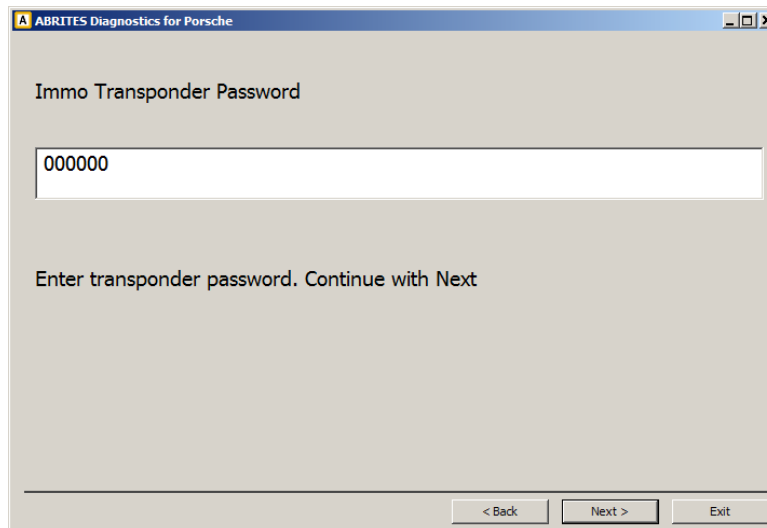 A ABRITES Diagnostics for Porsche
Immo Transponder Password
000000
Enter transponder password. Continue with Next
< Back Next > Exit